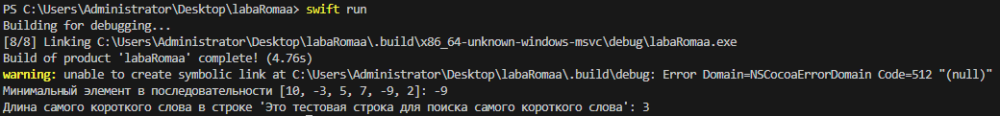 PS C:\Users\Administrator\Desktop\labaRomaa> swift run
Building for debugging...
[8/8] Linking C:\Users\Administrator\Desktop\labaRomaa\.build\x86_64-unknown-windows-msvc\debug\labaRomaa.exe
Build of product 'labaRomaa' complete! (4.76s)
warning: unable to create symbolic link at C:\Users\Administrator\Desktop\labaRomaa\.build\debug: Error Domain=NSCocoaErrorDomain Code=512 "(null)"
Минимальный элемент в последовательности [10, -3, 5, 7, -9, 2]: -9
Длина самого короткого слова в строке 'Это тестовая строка для поиска самого короткого слова': 3